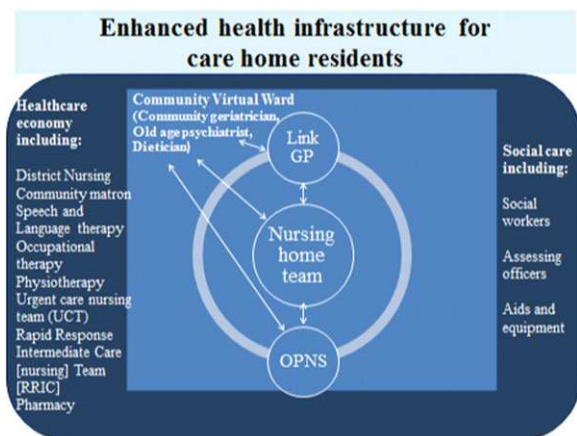 Enhanced health infrastructure for
care home residents
Healthcare
economy
including:
District Nursing
Community matron
Speech and
Language therapy
Occupational
therapy
Physiotherapy
Urgent care nursing
team (UCT)
Rapid Response
Intermediate Care
[nursing] Team
[RRIC]
Pharmacy
Community Virtual Ward
(Community geriatrician,
Old age psychiatrist,
Dietician)
Link
GP
Nursing
home
team
OPNS
Social care
including:
Social
workers
Assessing
officers
Aids and
equipment